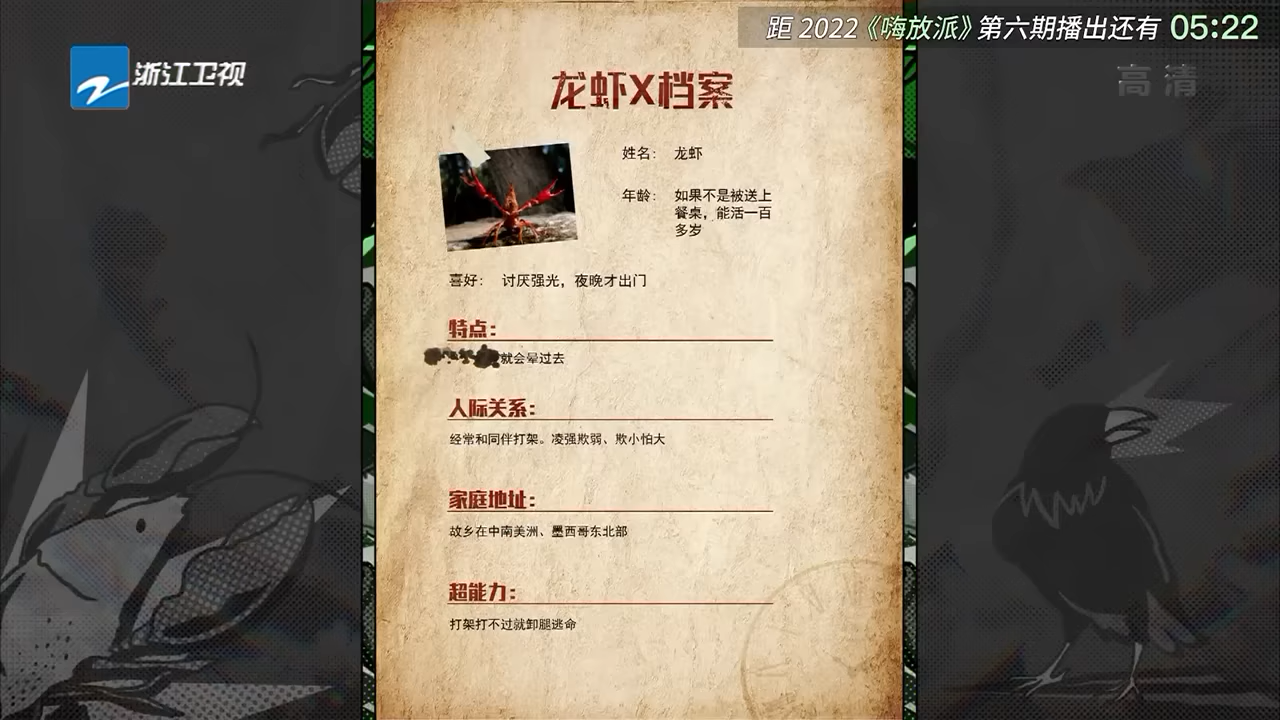 距 2022《嗨放派》第六期播出还有 05:22
浙江卫视
高清
龙虾X档案
姓名： 龙虾
年龄： 如果不是被送上
餐桌，能活一百
多岁
喜好： 讨厌强光，夜晚才出门
特点：
就会晕过去
人际关系：
经常和同伴打架。凌强欺弱、欺小怕大
家庭地址：
故乡在中南美洲、墨西哥东北部
超能力：
打架打不过就卸腿逃命